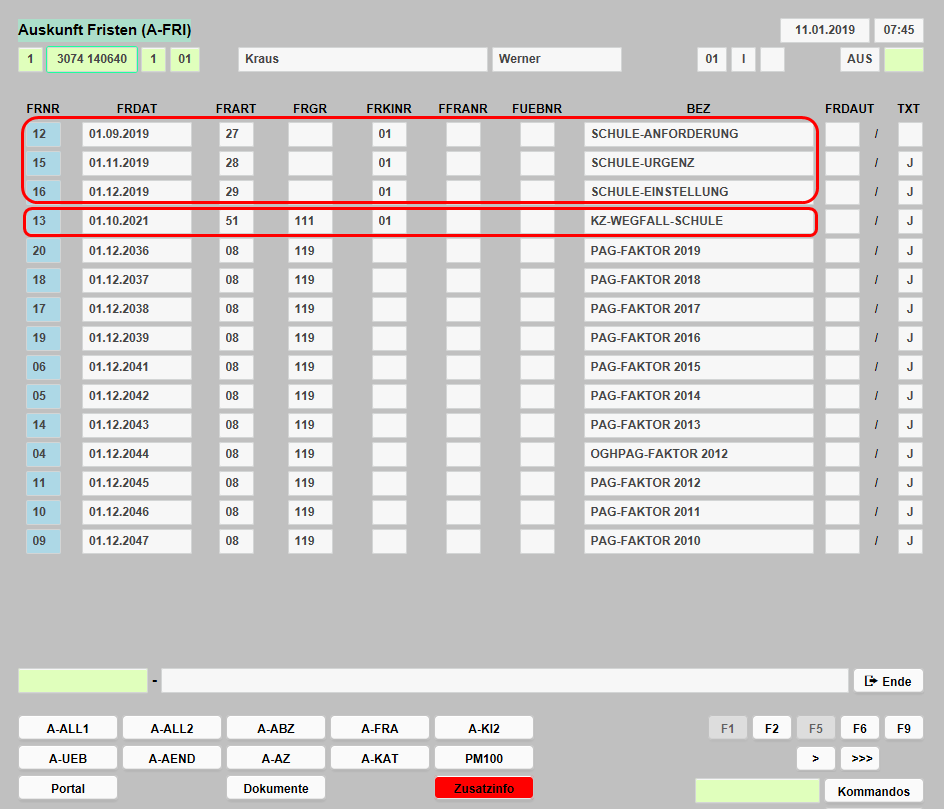 Auskunft Fristen (A-FRI) 11.01.2019 07:45
1 3074 140640 1 01 Kraus Werner 01 I AUS
FRNR FRDAT FRART FRGR FRKINR FFRANR FUEBNR BEZ FRDAUT TXT
12 01.09.2019 27 01 SCHULE-ANFORDERUNG /
15 01.11.2019 28 01 SCHULE-URGENZ / J
16 01.12.2019 29 01 SCHULE-EINSTELLUNG / J
13 01.10.2021 51 111 01 KZ-WEGFALL-SCHULE / J
20 01.12.2036 08 119 PAG-FAKTOR 2019 / J
18 01.12.2037 08 119 PAG-FAKTOR 2018 / J
17 01.12.2038 08 119 PAG-FAKTOR 2017 / J
19 01.12.2039 08 119 PAG-FAKTOR 2016 / J
06 01.12.2041 08 119 PAG-FAKTOR 2015 / J
05 01.12.2042 08 119 PAG-FAKTOR 2014 / J
14 01.12.2043 08 119 PAG-FAKTOR 2013 / J
04 01.12.2044 08 119 OGHPAG-FAKTOR 2012 / J
11 01.12.2045 08 119 PAG-FAKTOR 2012 / J
10 01.12.2046 08 119 PAG-FAKTOR 2011 / J
09 01.12.2047 08 119 PAG-FAKTOR 2010 / J
- Ende
A-ALL1 A-ALL2 A-ABZ A-FRA A-KI2 F1 F2 F5 F6 F9
A-UEB A-AEND A-AZ A-KAT PM100 > >>>
Portal Dokumente Zusatzinfo Kommandos